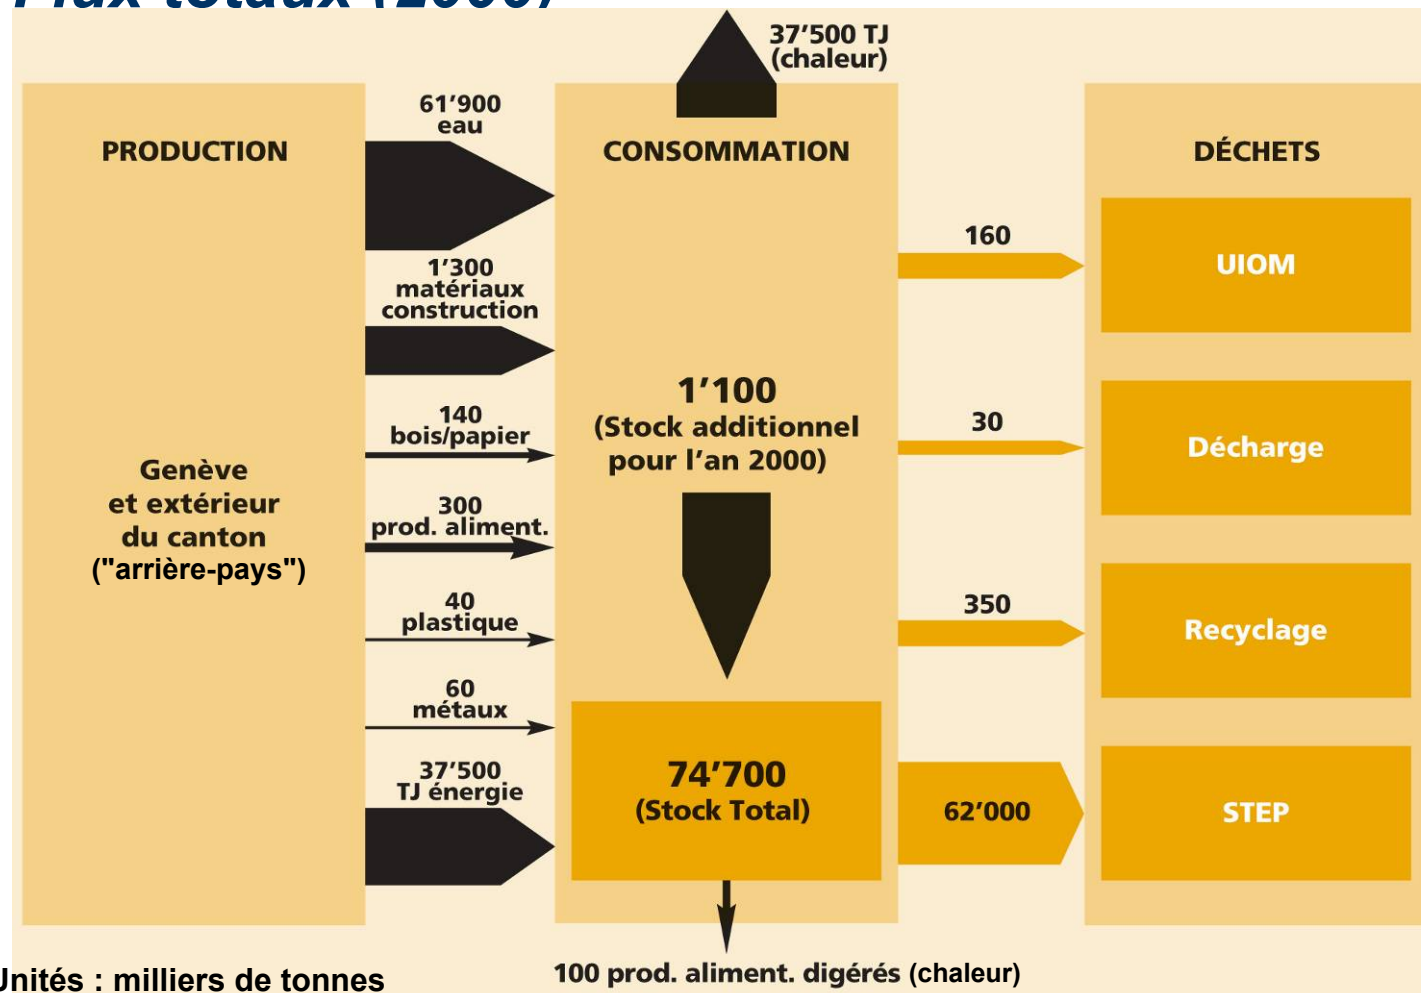 Flux totaux (2000)
37’500 TJ
(chaleur)
PRODUCTION
Genève
et extérieur
du canton
("arrière-pays")
61’900
eau
1’300
matériaux
construction
140
bois/papier
300
prod. aliment.
40
plastique
60
métaux
37’500
TJ énergie
CONSOMMATION
1’100
(Stock additionnel
pour l’an 2000)
74’700
(Stock Total)
160
30
350
62’000
DÉCHETS
UIOM
Décharge
Recyclage
STEP
Unités : milliers de tonnes
100 prod. aliment. digérés (chaleur)